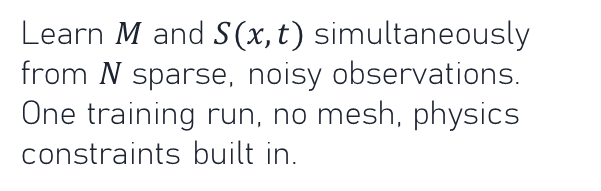 Learn M and S(x, t) simultaneously
from N sparse, noisy observations.
One training run, no mesh, physics
constraints built in.